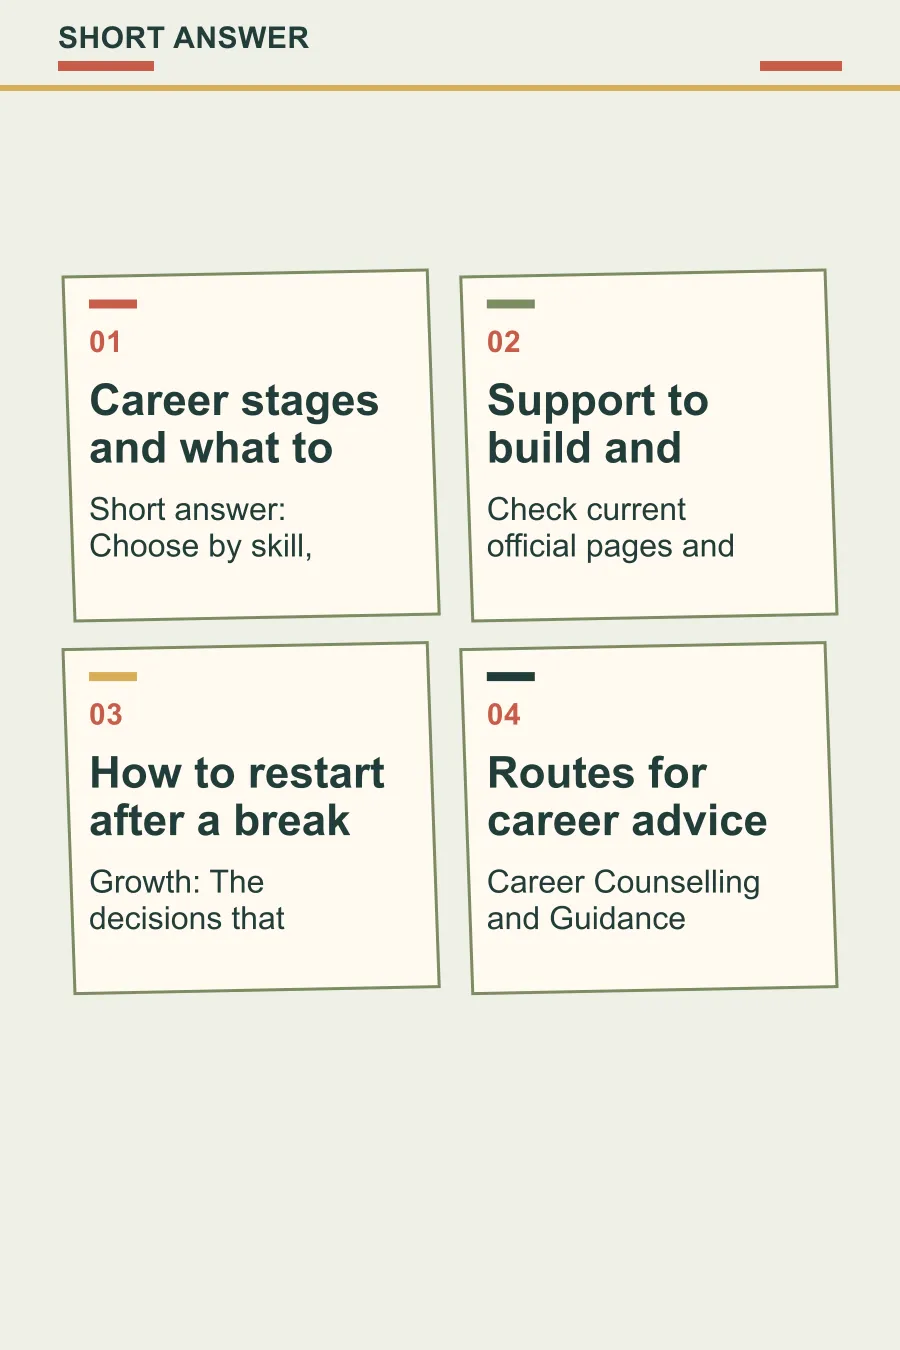 SHORT ANSWER
01
Career stages
and what to
Short answer:
Choose by skill,
02
Support to
build and
Check current
official pages and
03
How to restart
after a break
Growth: The
decisions that
04
Routes for
career advice
Career Counselling
and Guidance